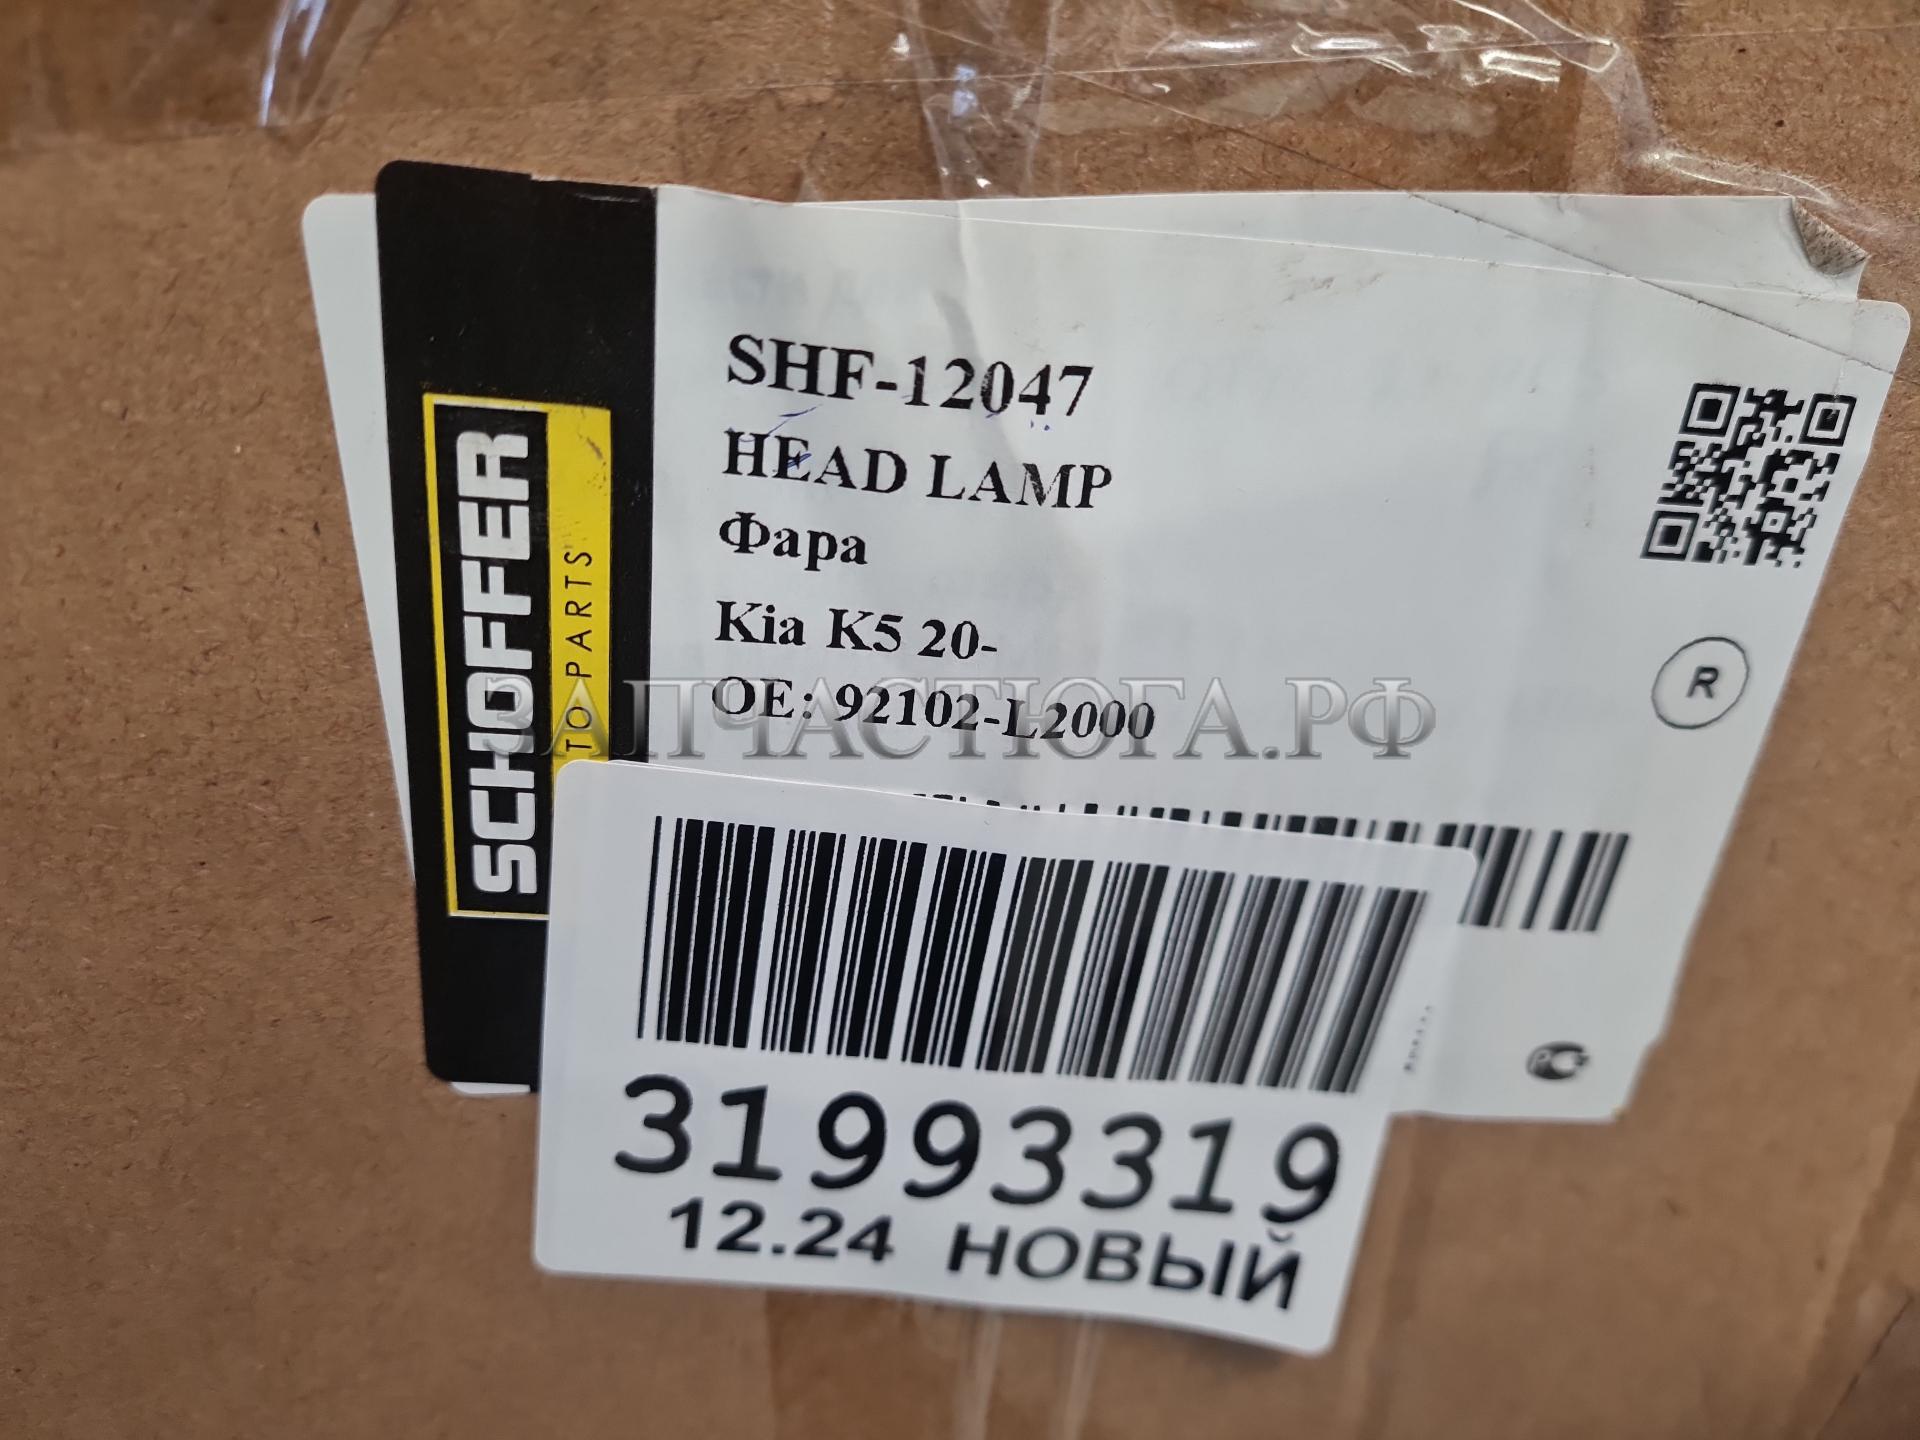 SCHOFFER
TO PARTS
SHF-12047
HEAD LAMP
Фара
Kia K5 20-
OE: 92102-L2000
R
ЗАПЧАСТЮГА.РФ
31993319
12.24 НОВЫЙ